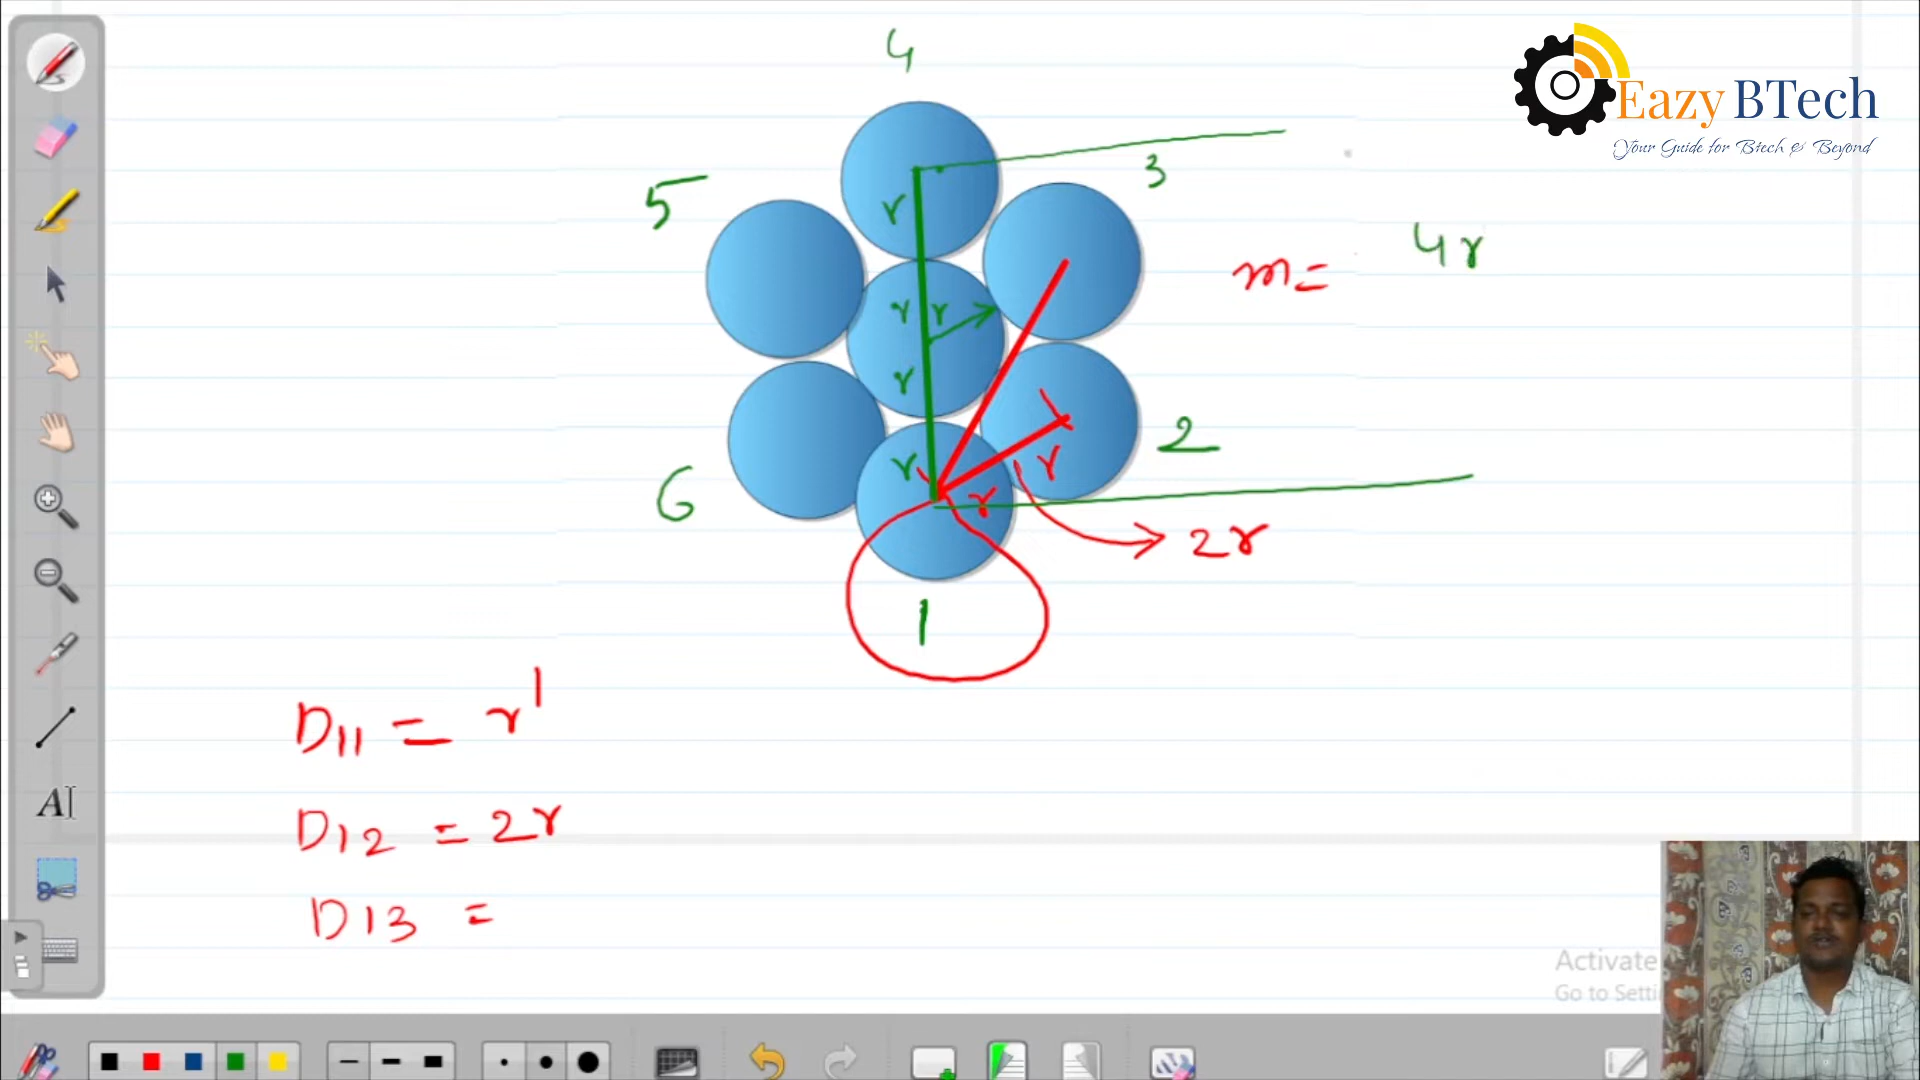 4
Eazy BTech
Your Guide for Btech & Beyond
3
5
r
4r
m=
r r
r
2
r
r
r
6
2r
1
D11 = r'
D12 = 2r
D13 =
AI
Activate
Go to Setti